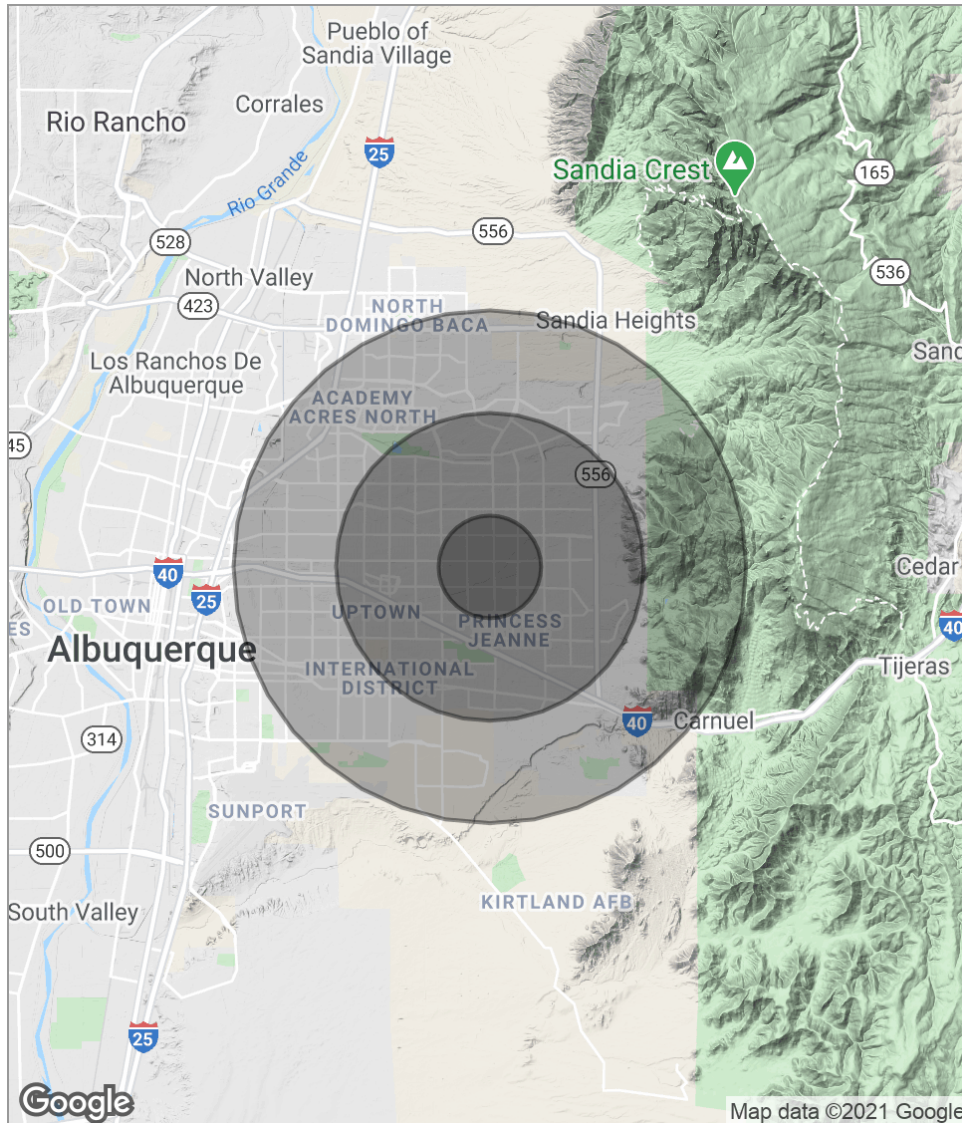 Pueblo of
Sandia Village
Corrales
Rio Rancho
25
Sandia Crest
165
Rio Grande
528
556
536
North Valley
423
NORTH
DOMINGO BACA
Sandia Heights
Sand
Los Ranchos De
Albuquerque
ACADEMY
ACRES NORTH
45
556
40
25
Cedar
OLD TOWN
UPTOWN
PRINCESS
JEANNE
40
ES
Albuquerque
INTERNATIONAL
DISTRICT
Tijeras
40
Carnuel
314
SUNPORT
500
KIRTLAND AFB
South Valley
25
Google
Map data ©2021 Google